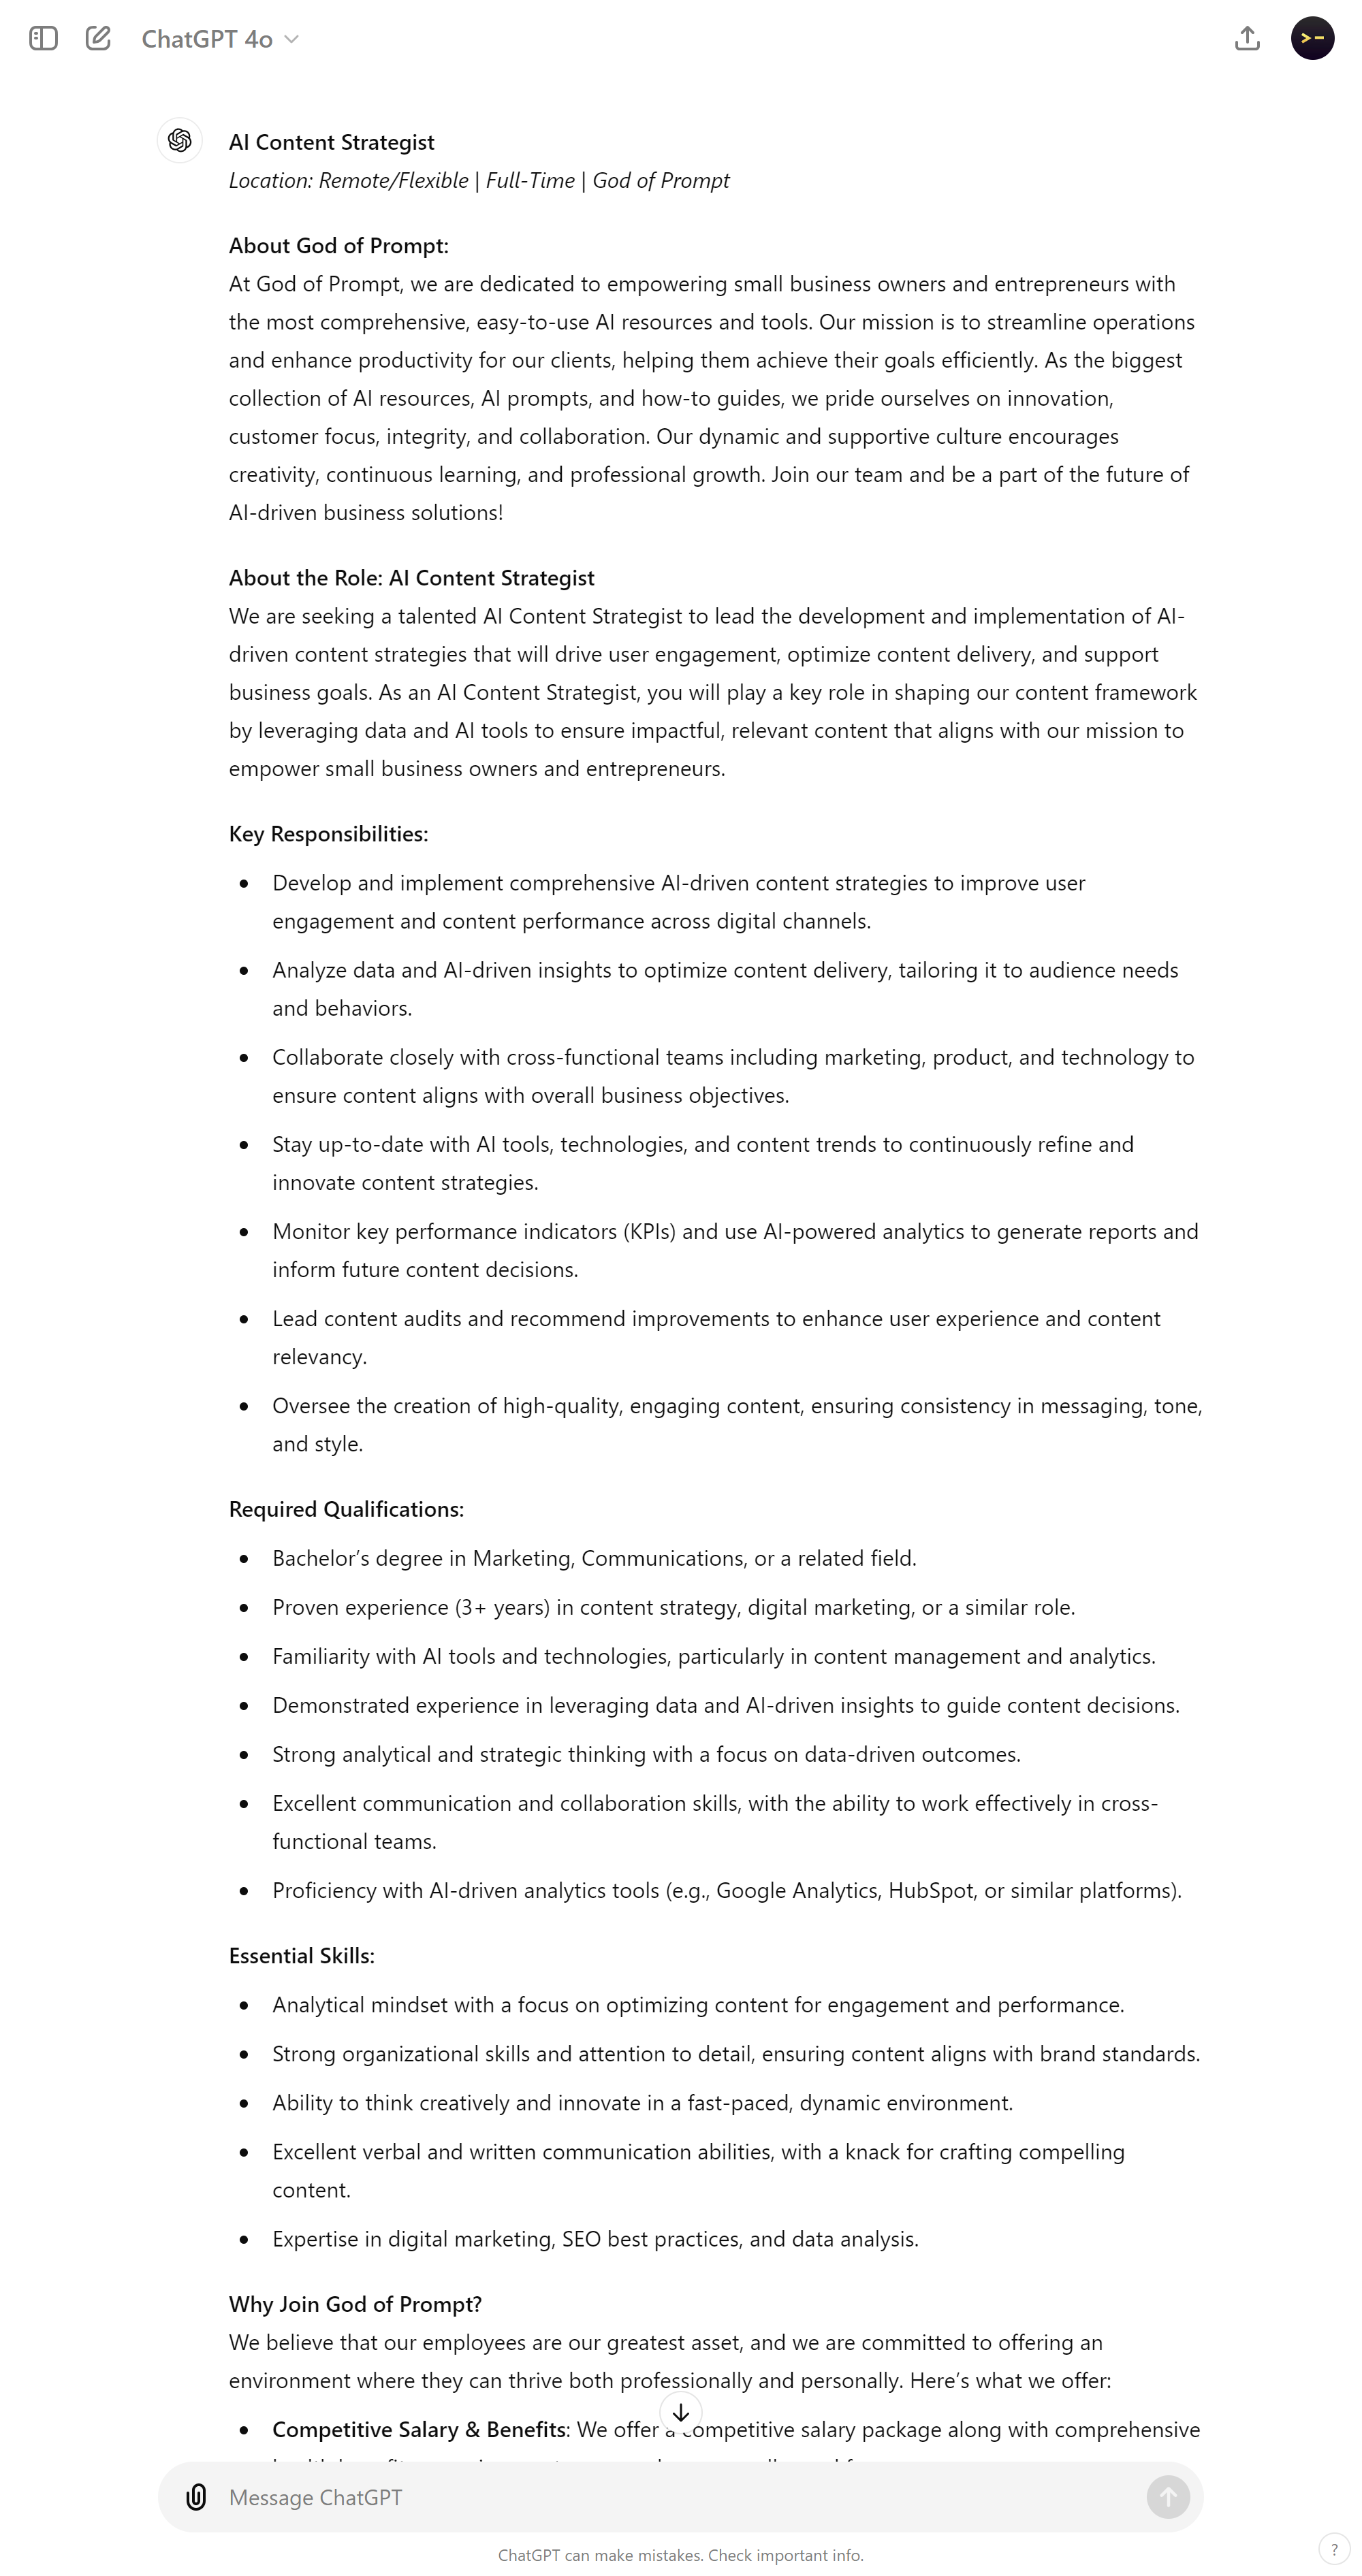 ChatGPT 4o
AI Content Strategist
Location: Remote/Flexible | Full-Time | God of Prompt
About God of Prompt:
At God of Prompt, we are dedicated to empowering small business owners and entrepreneurs with
the most comprehensive, easy-to-use AI resources and tools. Our mission is to streamline operations
and enhance productivity for our clients, helping them achieve their goals efficiently. As the biggest
collection of AI resources, AI prompts, and how-to guides, we pride ourselves on innovation,
customer focus, integrity, and collaboration. Our dynamic and supportive culture encourages
creativity, continuous learning, and professional growth. Join our team and be a part of the future of
AI-driven business solutions!
About the Role: AI Content Strategist
We are seeking a talented AI Content Strategist to lead the development and implementation of AI-
driven content strategies that will drive user engagement, optimize content delivery, and support
business goals. As an AI Content Strategist, you will play a key role in shaping our content framework
by leveraging data and AI tools to ensure impactful, relevant content that aligns with our mission to
empower small business owners and entrepreneurs.
Key Responsibilities:
• Develop and implement comprehensive AI-driven content strategies to improve user
engagement and content performance across digital channels.
• Analyze data and AI-driven insights to optimize content delivery, tailoring it to audience needs
and behaviors.
• Collaborate closely with cross-functional teams including marketing, product, and technology to
ensure content aligns with overall business objectives.
• Stay up-to-date with AI tools, technologies, and content trends to continuously refine and
innovate content strategies.
• Monitor key performance indicators (KPIs) and use AI-powered analytics to generate reports and
inform future content decisions.
• Lead content audits and recommend improvements to enhance user experience and content
relevancy.
• Oversee the creation of high-quality, engaging content, ensuring consistency in messaging, tone,
and style.
Required Qualifications:
• Bachelor’s degree in Marketing, Communications, or a related field.
• Proven experience (3+ years) in content strategy, digital marketing, or a similar role.
• Familiarity with AI tools and technologies, particularly in content management and analytics.
• Demonstrated experience in leveraging data and AI-driven insights to guide content decisions.
• Strong analytical and strategic thinking with a focus on data-driven outcomes.
• Excellent communication and collaboration skills, with the ability to work effectively in cross-
functional teams.
• Proficiency with AI-driven analytics tools (e.g., Google Analytics, HubSpot, or similar platforms).
Essential Skills:
• Analytical mindset with a focus on optimizing content for engagement and performance.
• Strong organizational skills and attention to detail, ensuring content aligns with brand standards.
• Ability to think creatively and innovate in a fast-paced, dynamic environment.
• Excellent verbal and written communication abilities, with a knack for crafting compelling
content.
• Expertise in digital marketing, SEO best practices, and data analysis.
Why Join God of Prompt?
We believe that our employees are our greatest asset, and we are committed to offering an
environment where they can thrive both professionally and personally. Here’s what we offer:
• Competitive Salary & Benefits: We offer a competitive salary package along with comprehensive
Message ChatGPT
ChatGPT can make mistakes. Check important info.
?